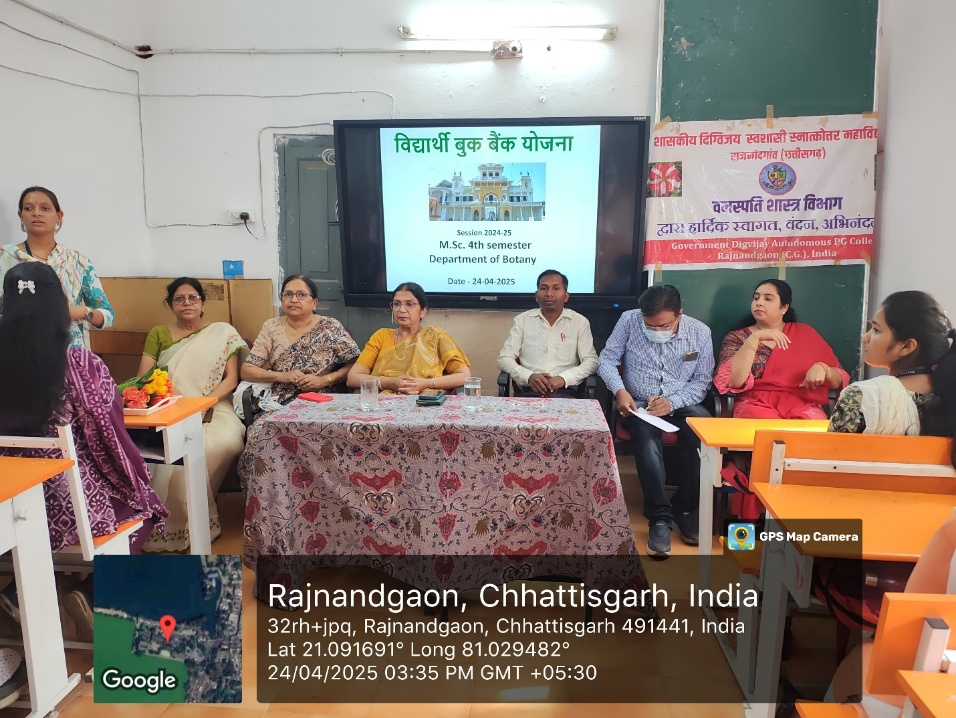 विद्यार्थी बुक बैंक योजना
Session 2024-25
M.Sc. 4th semester
Department of Botany
Date - 24-04-2025
शासकीय दिग्विजय स्वशासी स्नात्कोत्तर महावि
राजनांदगांव (छत्तीसगढ़)
वनस्पति शास्त्र विभाग
द्वारा हार्दिक स्वागत, वंदन, अभिनंदन
Government Digvijay Autonomous PG Colle
Rajnandgaon (C.G.), India
GPS Map Camera
Rajnandgaon, Chhattisgarh, India
32rh+jpq, Rajnandgaon, Chhattisgarh 491441, India
Lat 21.091691° Long 81.029482°
24/04/2025 03:35 PM GMT +05:30
Google